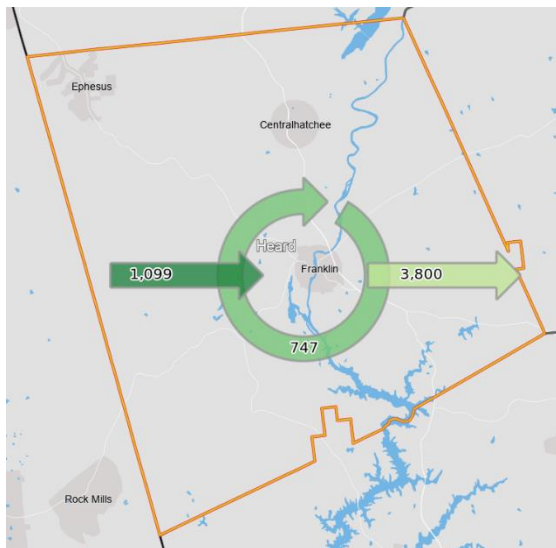 Ephesus
Centralhatchee
Heard
Franklin
1,099
3,800
747
Rock Mills